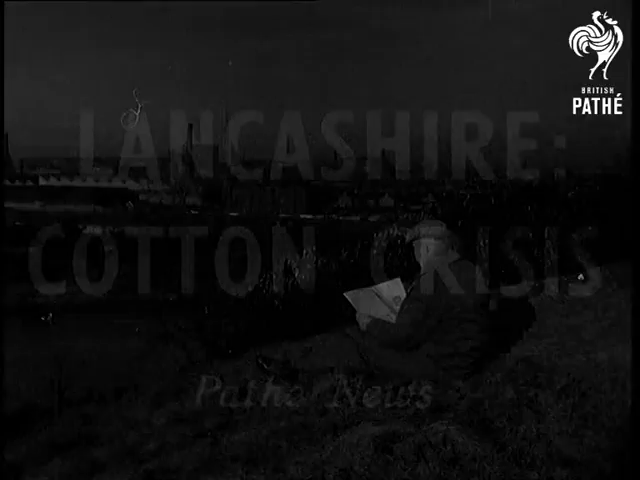 BRITISH
PATHÉ
LANCASHIRE:
COTTON CRISIS
Pathe News